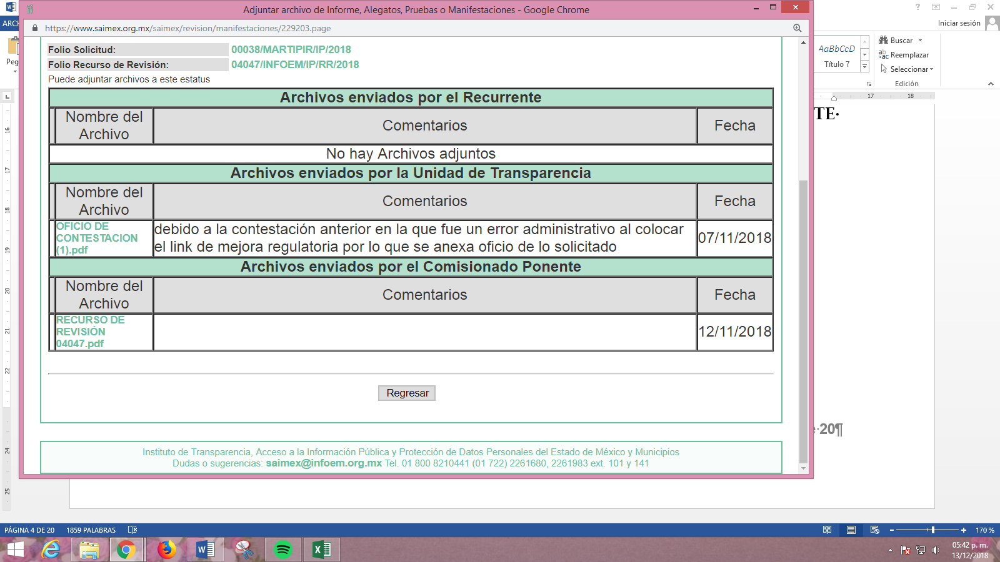 Adjuntar archivo de Informe, Alegatos, Pruebas o Manifestaciones - Google Chrome
https://www.saimex.org.mx/saimex/revision/manifestaciones/229203.page
ARC
Iniciar sesión
Peg
AaBbCcD
Título 7
Buscar
Reemplazar
Seleccionar
Edición
Folio Solicitud: 00038/MARTIPIR/IP/2018
Folio Recurso de Revisión: 04047/INFOEM/IP/RR/2018
Puede adjuntar archivos a este estatus
Archivos enviados por el Recurrente
Nombre del
Archivo
Comentarios
Fecha
No hay Archivos adjuntos
Archivos enviados por la Unidad de Transparencia
Nombre del
Archivo
Comentarios
Fecha
OFICIO DE
CONTESTACION
(1).pdf
debido a la contestación anterior en la que fue un error administrativo al colocar
el link de mejora regulatoria por lo que se anexa oficio de lo solicitado
07/11/2018
Archivos enviados por el Comisionado Ponente
Nombre del
Archivo
Comentarios
Fecha
RECURSO DE
REVISIÓN
04047.pdf
12/11/2018
Regresar
Instituto de Transparencia, Acceso a la Información Pública y Protección de Datos Personales del Estado de México y Municipios
Dudas o sugerencias: saimex@infoem.org.mx Tel. 01 800 8210441 (01 722) 2261680, 2261983 ext. 101 y 141
17 18
TE·
20¶
16
17
18
19
20
21
22
24
25
PÁGINA 4 DE 20 1859 PALABRAS
170 %
05:42 p. m.
13/12/2018